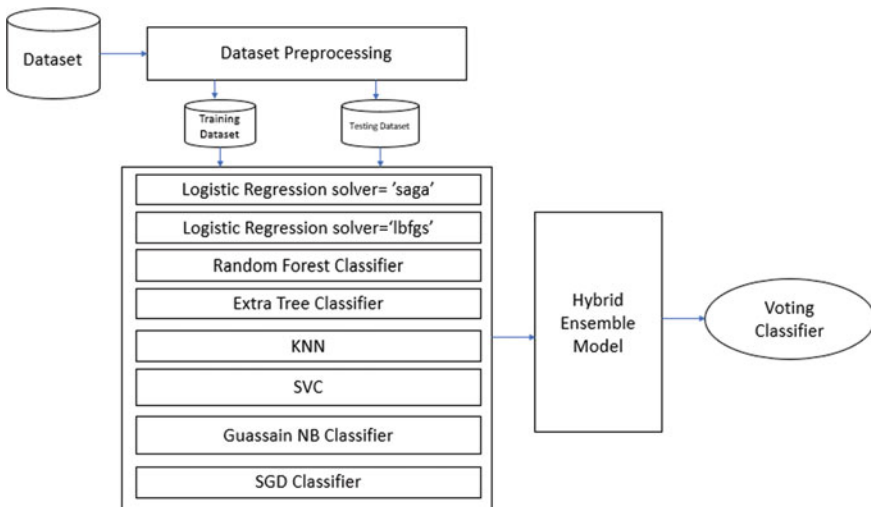 Dataset
Dataset Preprocessing
Training
Dataset
Testing Dataset
Logistic Regression solver= ’saga’
Logistic Regression solver=‘lbfgs’
Random Forest Classifier
Extra Tree Classifier
KNN
SVC
Guassain NB Classifier
SGD Classifier
Hybrid
Ensemble
Model
Voting
Classifier